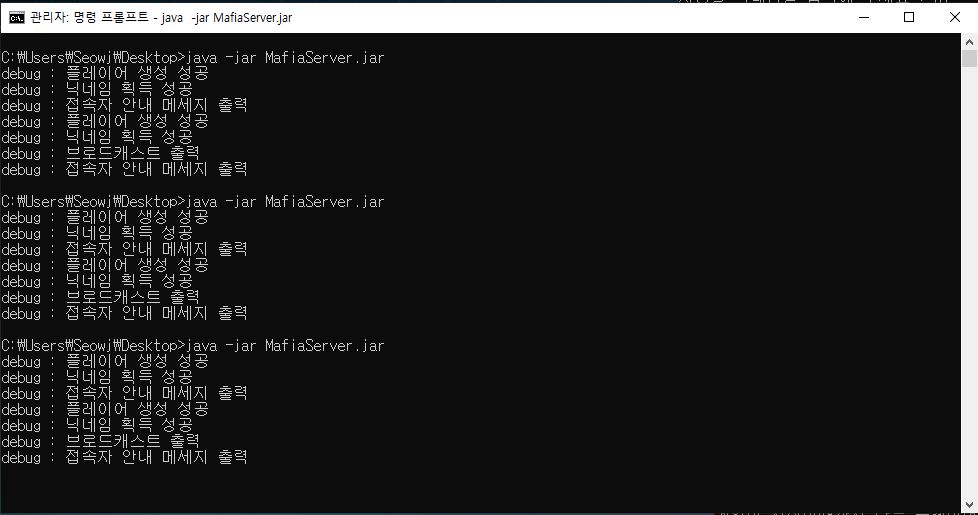 관리자: 명령 프롬프트 - java  -jar MafiaServer.jar
C:\Users\Seowj\Desktop>java -jar MafiaServer.jar
debug : 플레이어 생성 성공
debug : 닉네임 획득 성공
debug : 접속자 안내 메세지 출력
debug : 플레이어 생성 성공
debug : 닉네임 획득 성공
debug : 브로드캐스트 출력
debug : 접속자 안내 메세지 출력
C:\Users\Seowj\Desktop>java -jar MafiaServer.jar
debug : 플레이어 생성 성공
debug : 닉네임 획득 성공
debug : 접속자 안내 메세지 출력
debug : 플레이어 생성 성공
debug : 닉네임 획득 성공
debug : 브로드캐스트 출력
debug : 접속자 안내 메세지 출력
C:\Users\Seowj\Desktop>java -jar MafiaServer.jar
debug : 플레이어 생성 성공
debug : 닉네임 획득 성공
debug : 접속자 안내 메세지 출력
debug : 플레이어 생성 성공
debug : 닉네임 획득 성공
debug : 브로드캐스트 출력
debug : 접속자 안내 메세지 출력